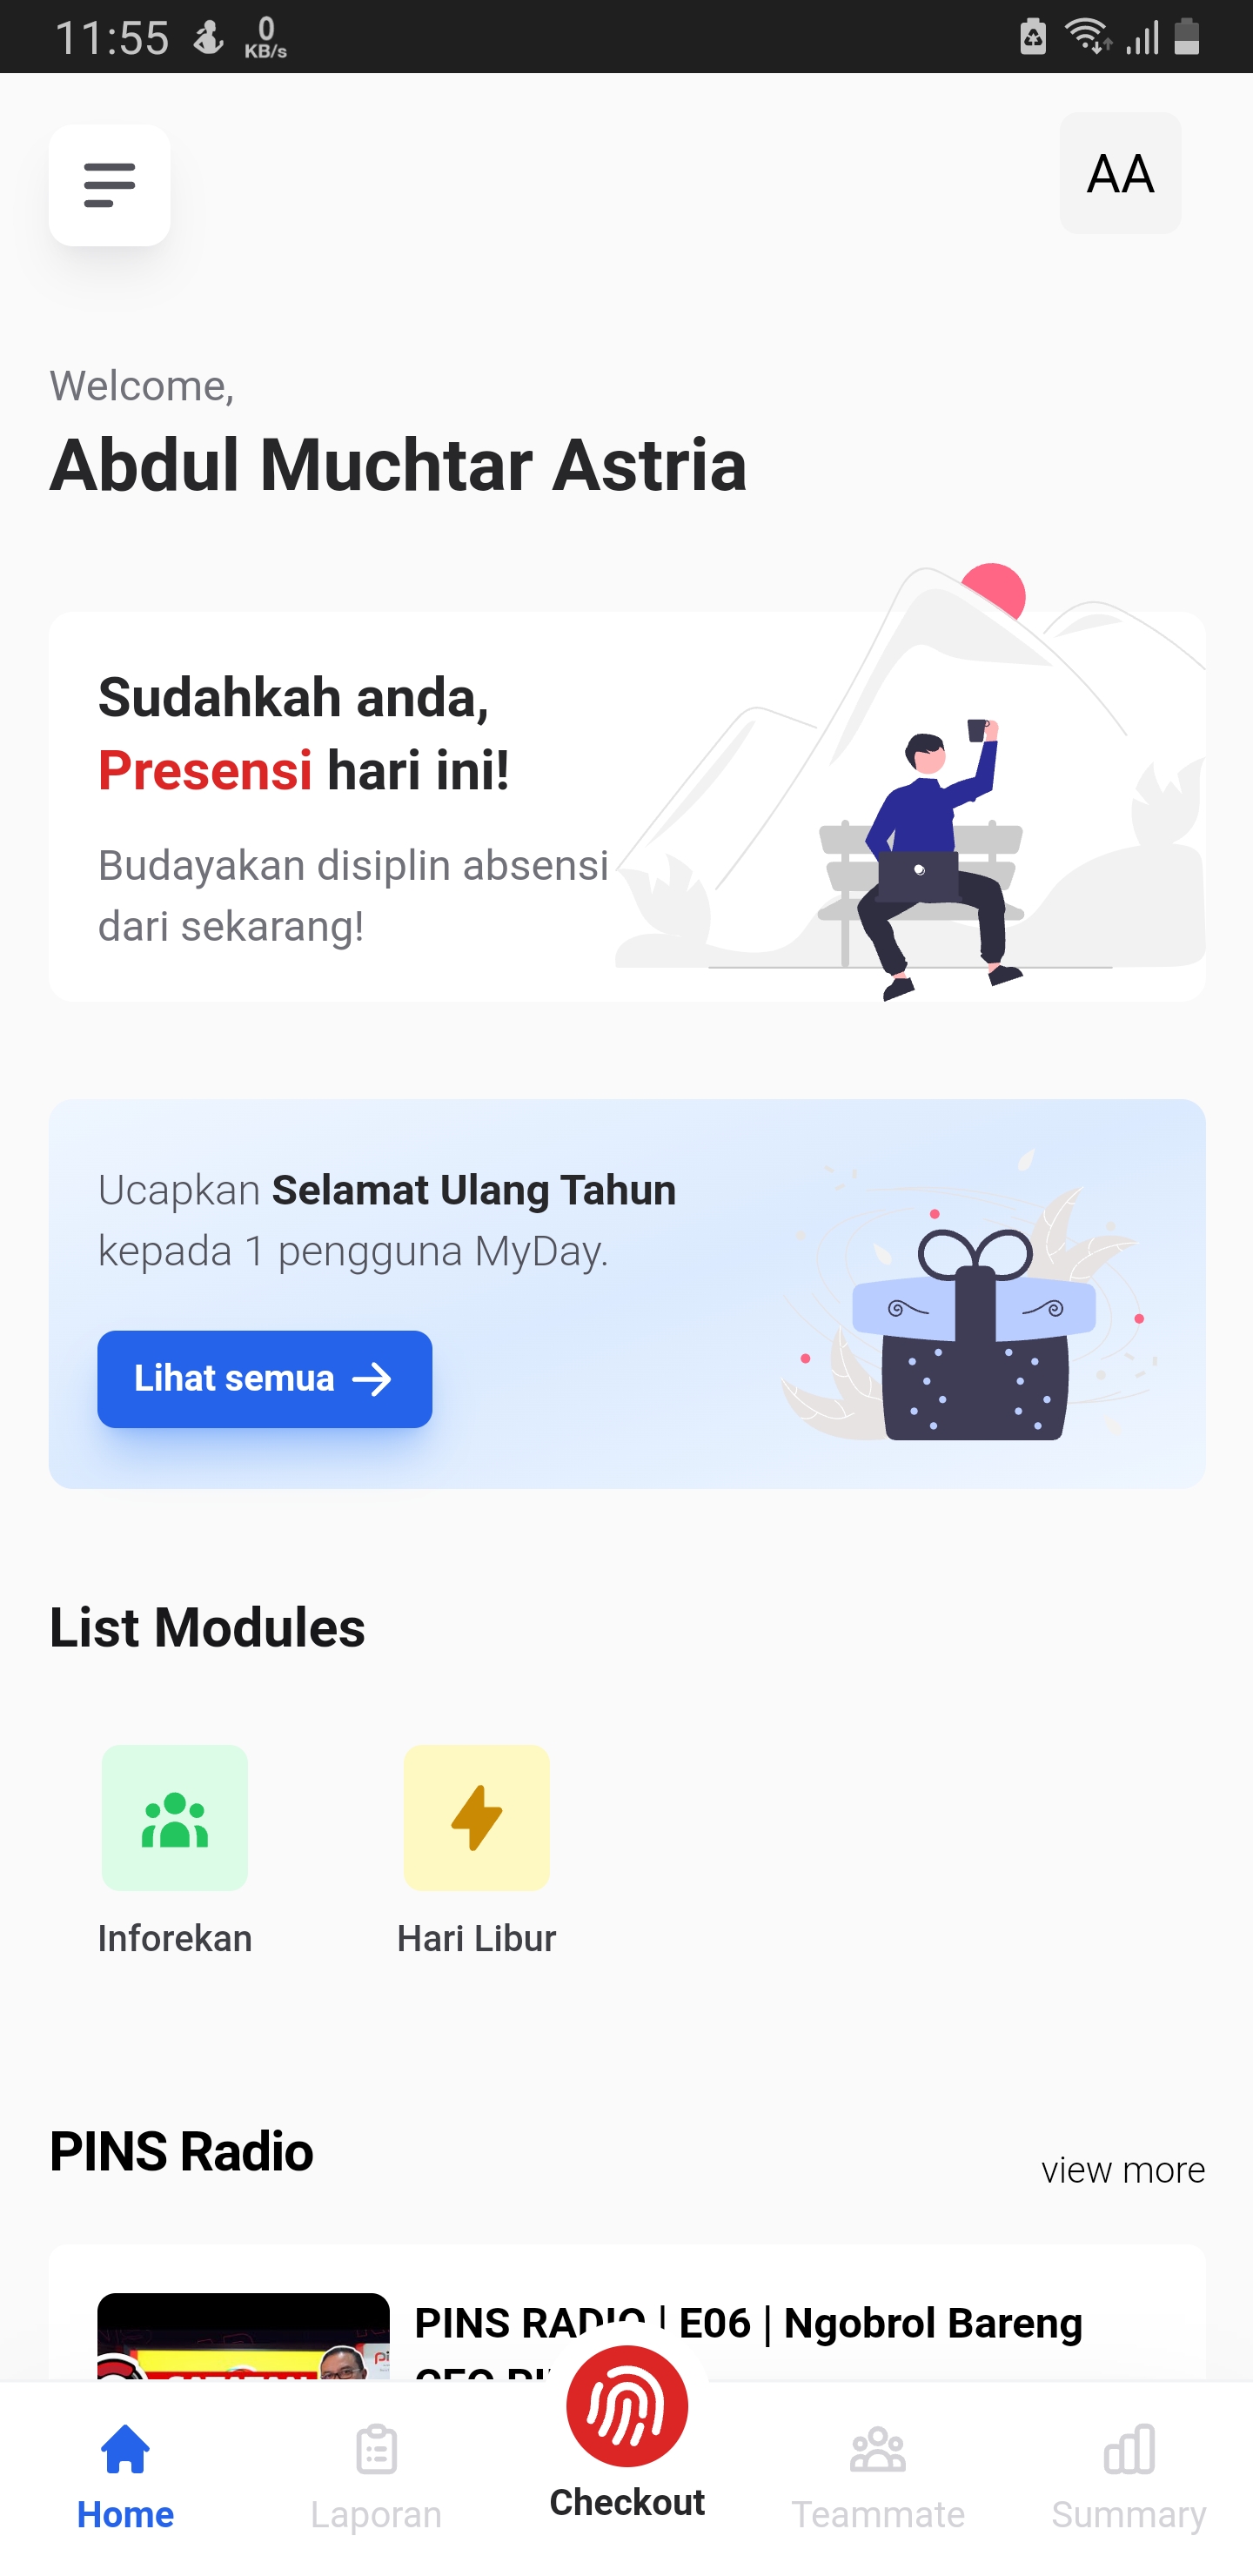 11:55
0
KB/s
AA
Welcome,
Abdul Muchtar Astria
Sudahkah anda,
Presensi hari ini!
Budayakan disiplin absensi
dari sekarang!
Ucapkan Selamat Ulang Tahun
kepada 1 pengguna MyDay.
Lihat semua
List Modules
Inforekan
Hari Libur
PINS Radio
view more
PINS RADIO | E06 | Ngobrol Bareng
Home
Laporan
Checkout
Teammate
Summary